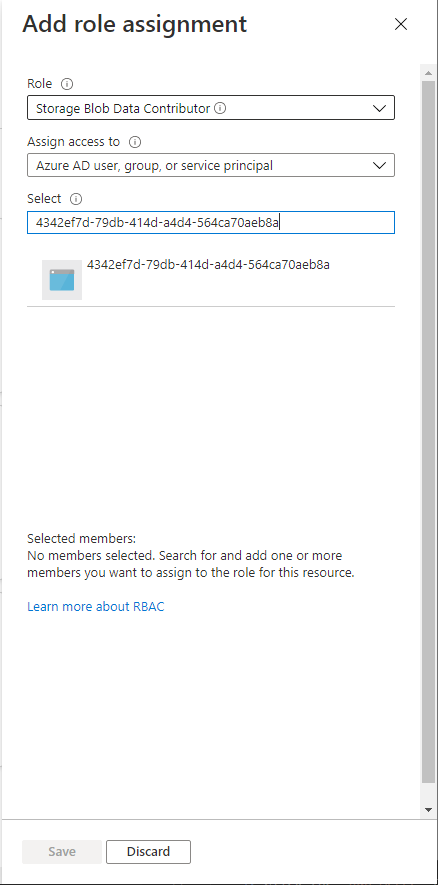 Add role assignment
Role
Storage Blob Data Contributor
Assign access to
Azure AD user, group, or service principal
Select
4342ef7d-79db-414d-a4d4-564ca70aeb8a
4342ef7d-79db-414d-a4d4-564ca70aeb8a
Selected members:
No members selected. Search for and add one or more
members you want to assign to the role for this resource.
Learn more about RBAC
Save
Discard